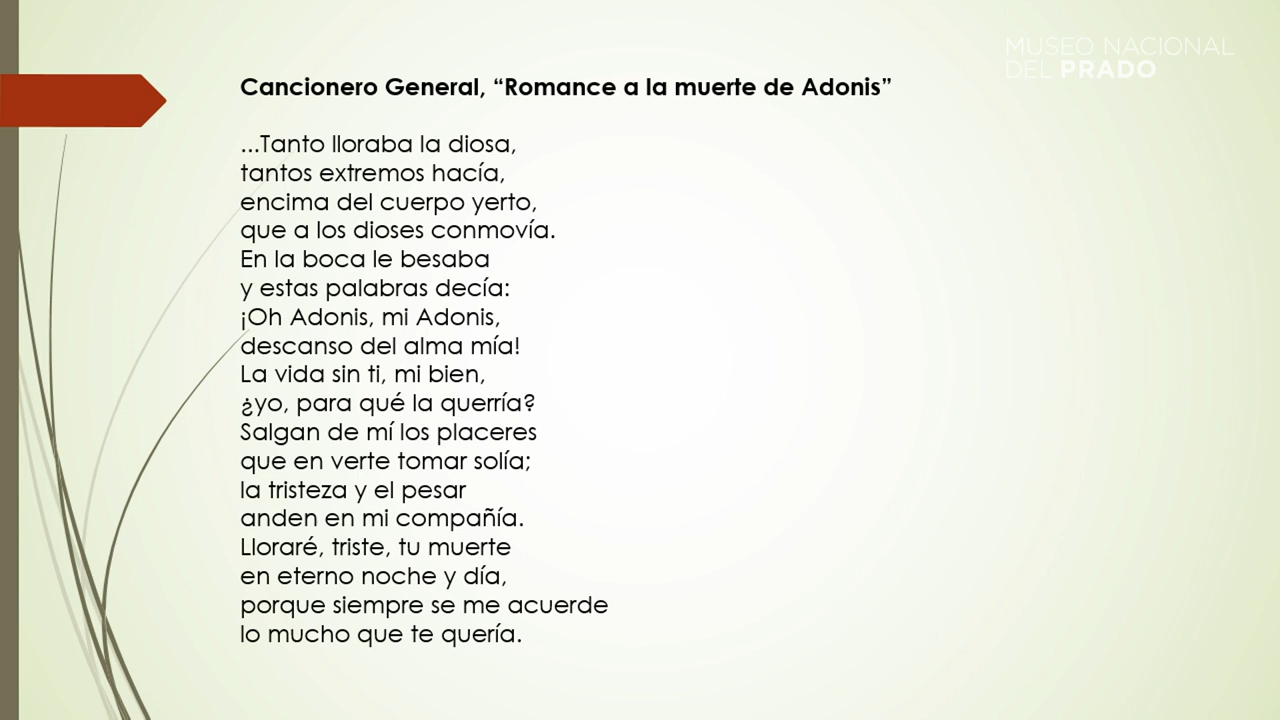 MUSEO NACIONAL
DEL PRADO
Cancionero General, “Romance a la muerte de Adonis”
...Tanto lloraba la diosa,
tantos extremos hacía,
encima del cuerpo yerto,
que a los dioses conmovía.
En la boca le besaba
y estas palabras decía:
¡Oh Adonis, mi Adonis,
descanso del alma mía!
La vida sin ti, mi bien,
¿yo, para qué la querría?
Salgan de mí los placeres
que en verte tomar solía;
la tristeza y el pesar
anden en mi compañía.
Lloraré, triste, tu muerte
en eterno noche y día,
porque siempre se me acuerde
lo mucho que te quería.